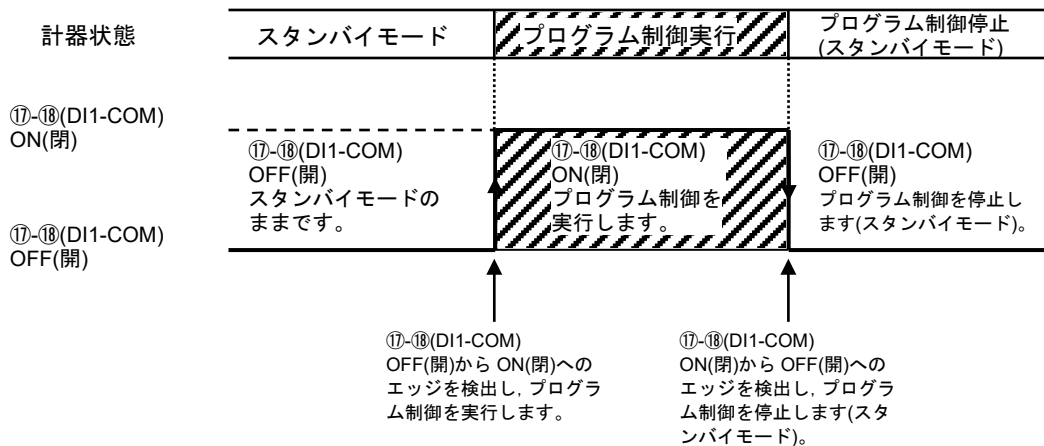 計器状態
スタンバイモード
プログラム制御実行
プログラム制御停止
(スタンバイモード)
⑰-⑱(DI1-COM)
ON(閉)
⑰-⑱(DI1-COM)
OFF(開)
スタンバイモードの
ままです。
⑰-⑱(DI1-COM)
ON(閉)
プログラム制御を
実行します。
⑰-⑱(DI1-COM)
OFF(開)
プログラム制御を停止し
ます(スタンバイモード)。
⑰-⑱(DI1-COM)
OFF(開)
⑰-⑱(DI1-COM)
OFF(開)から ON(閉)への
エッジを検出し, プログラ
ム制御を実行します。
⑰-⑱(DI1-COM)
ON(閉)から OFF(開)への
エッジを検出し, プログラ
ム制御を停止します(スタ
ンバイモード)。